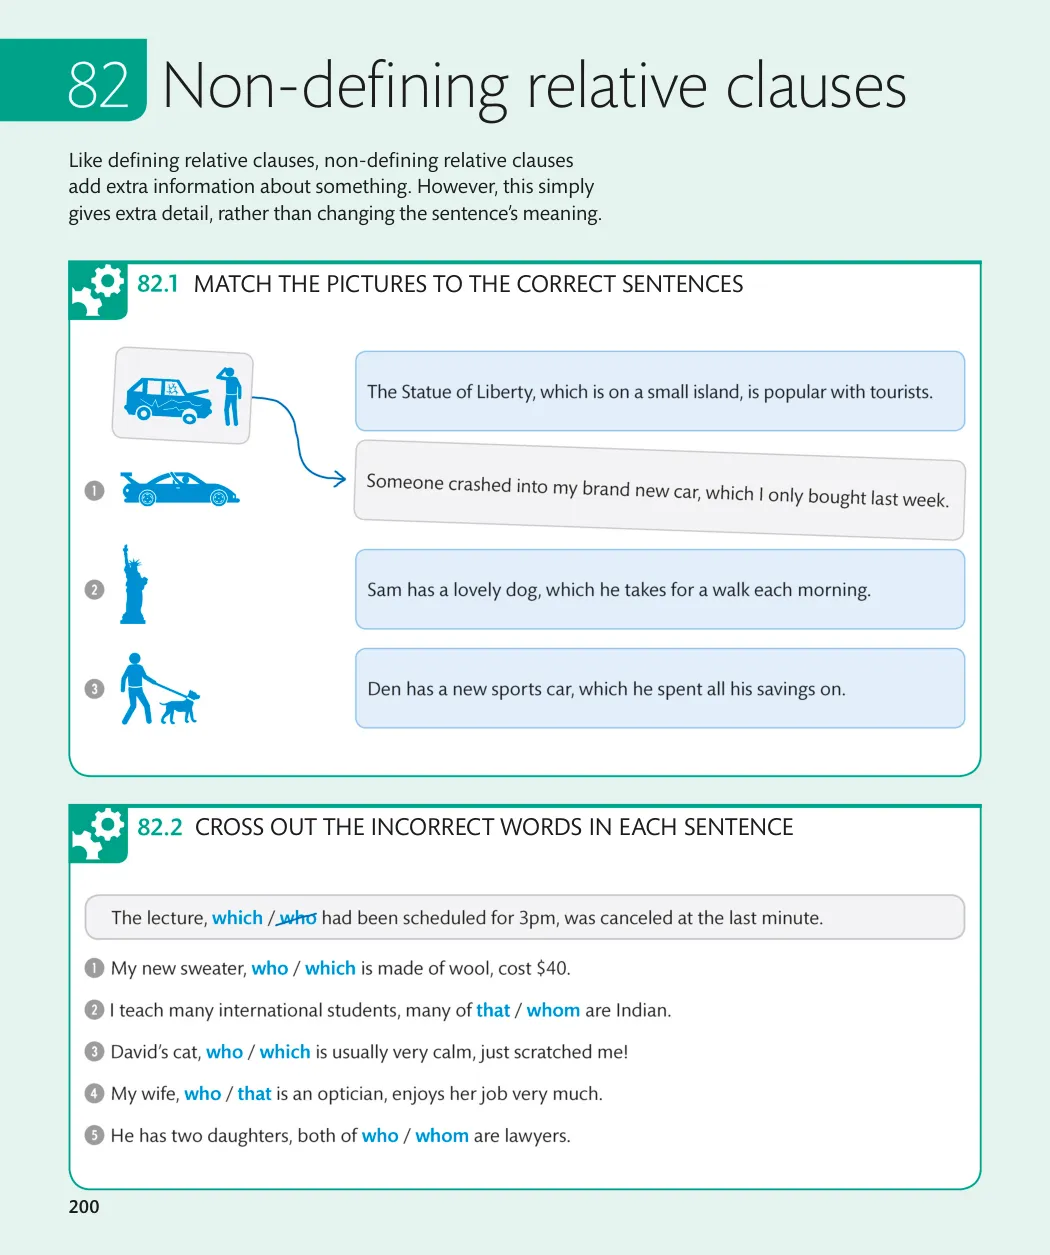 82 Non-defining relative clauses
Like defining relative clauses, non-defining relative clauses
add extra information about something. However, this simply
gives extra detail, rather than changing the sentence's meaning.
82.1 MATCH THE PICTURES TO THE CORRECT SENTENCES
The Statue of Liberty, which is on a small island, is popular with tourists.
Someone crashed into my brand new car, which I only bought last week.
1
2
Sam has a lovely dog, which he takes for a walk each morning.
3
Den has a new sports car, which he spent all his savings on.
82.2 CROSS OUT THE INCORRECT WORDS IN EACH SENTENCE
The lecture, which / who had been scheduled for 3pm, was canceled at the last minute.
1 My new sweater, who / which is made of wool, cost $40.
2 I teach many international students, many of that / whom are Indian.
3 David's cat, who / which is usually very calm, just scratched me!
4 My wife, who / that is an optician, enjoys her job very much.
5 He has two daughters, both of who / whom are lawyers.
200